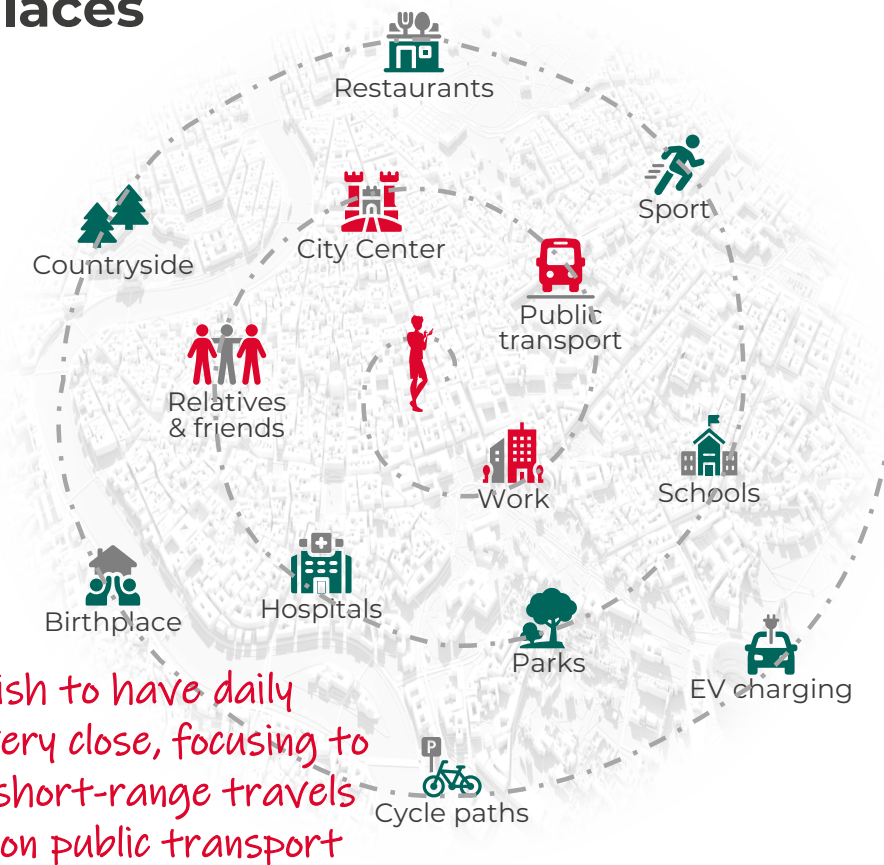 laces
Restaurants
Sport
City Center
Countryside
Public
transport
Relatives
& friends
Work
Schools
Hospitals
Birthplace
Parks
EV charging
ish to have daily
ery close, focusing to
short-range travels
on public transport
P
Cycle paths